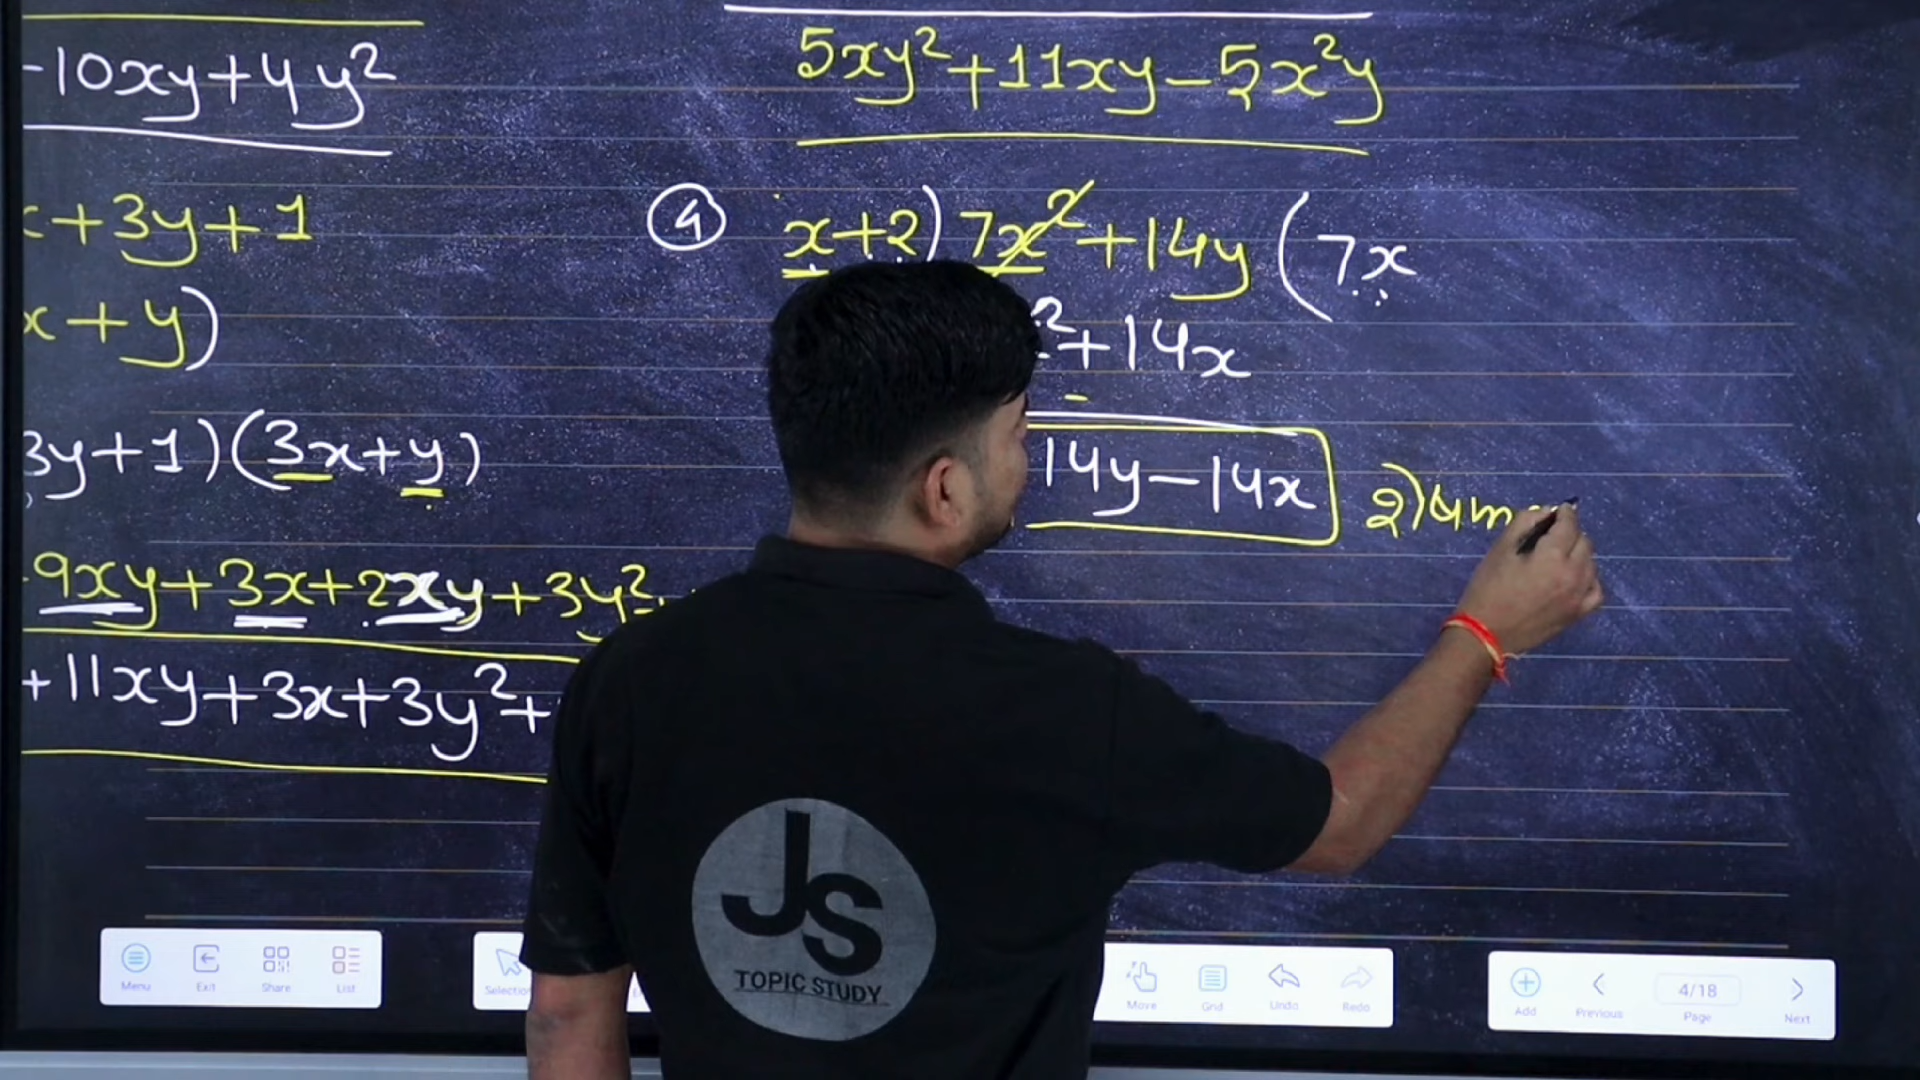 -10xy+4y²
x+3y+1
x+y)
3y+1)(3x+y)
9xy+3x+2xy+3y²
+11xy+3x+3y²+
5xy²+11xy-5x²y
④ x+2)7x²+14y(7x
²+14x
14y-14x
JS
TOPIC STUDY
Menu Exit Share List
Selectio
Move Grid Undo Redo
Add Previous 4/18 Page Next